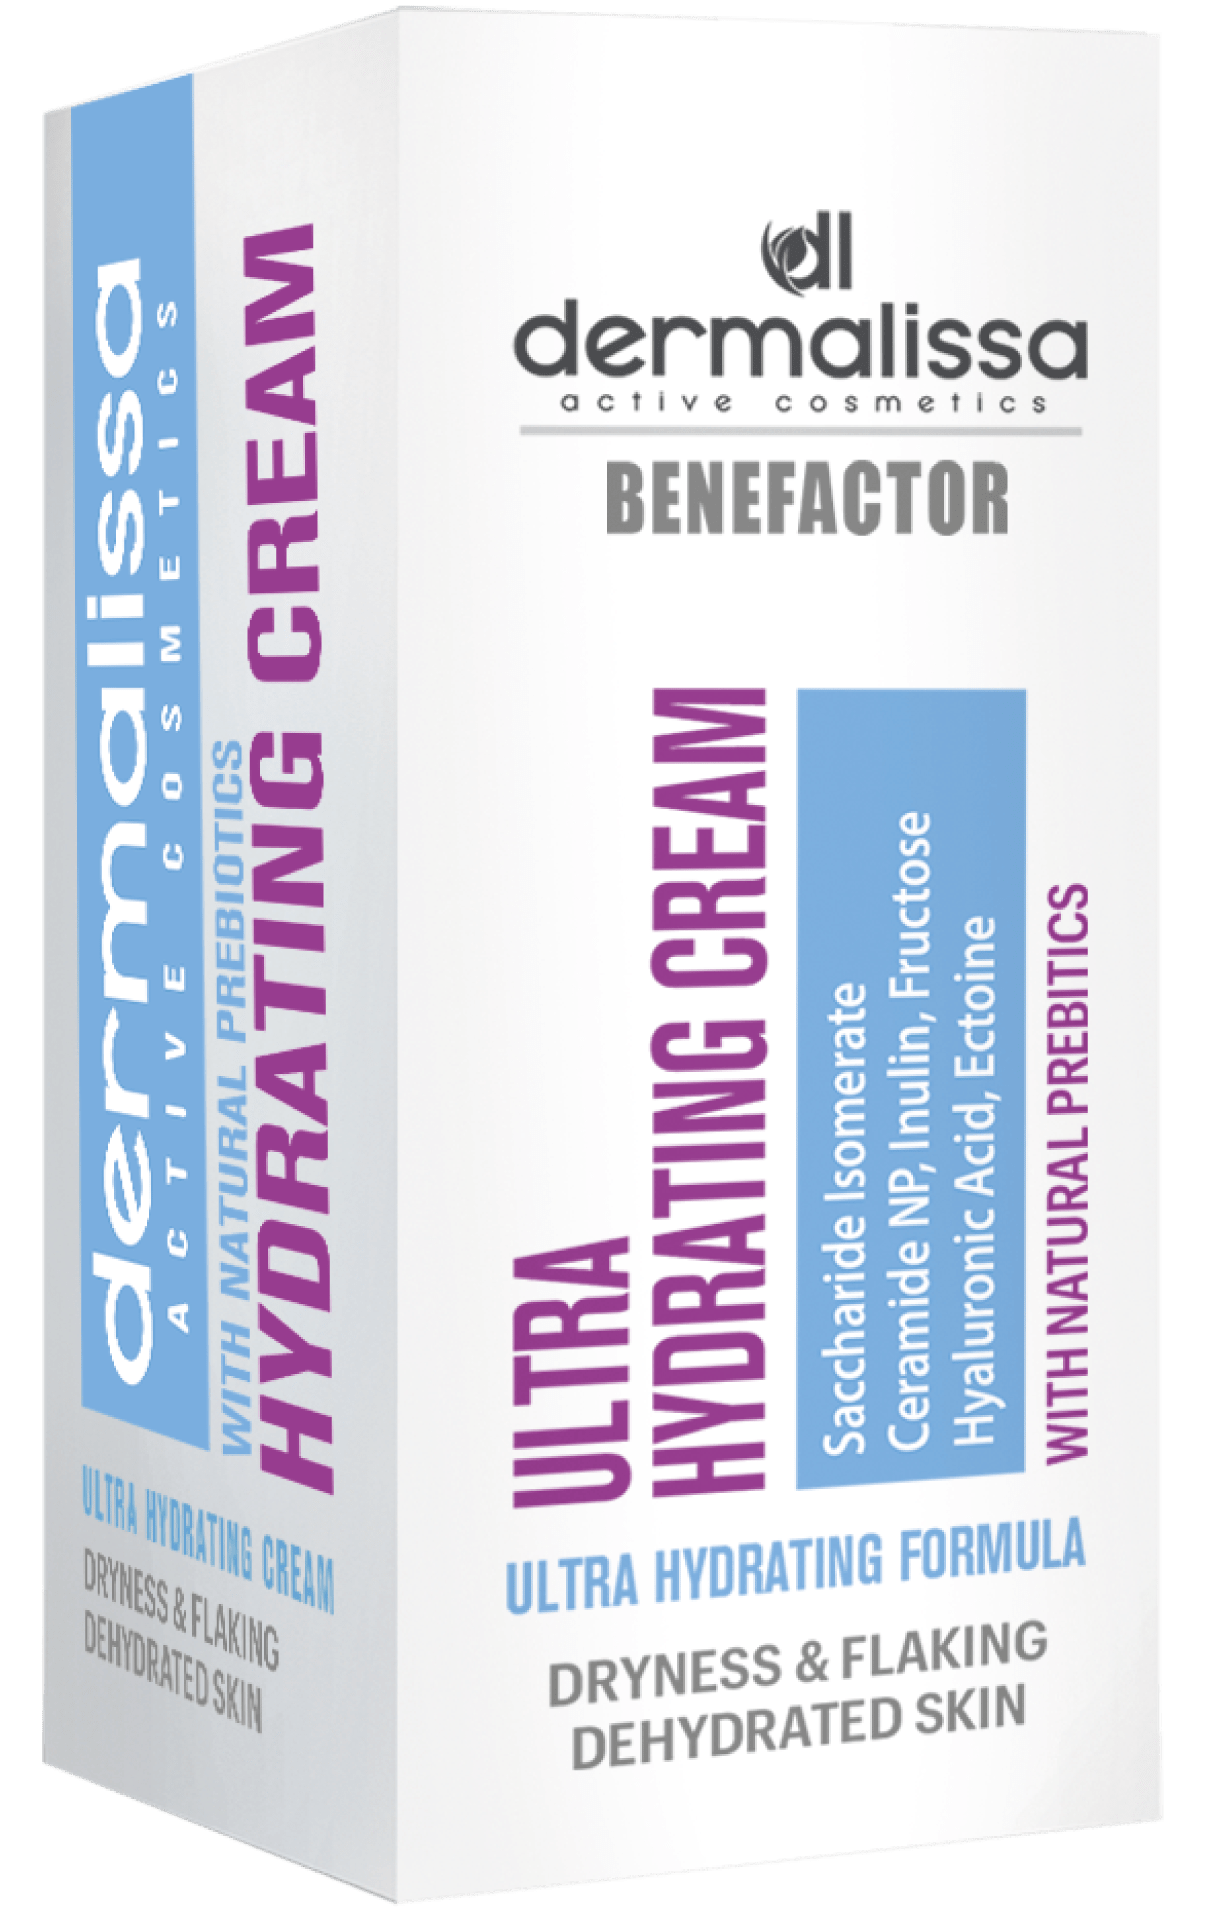 dl
dermalissa
active cosmetics
BENEFACTOR
ULTRA
HYDRATING CREAM
Saccharide Isomerate
Ceramide NP, Inulin, Fructose
Hyaluronic Acid, Ectoine
WITH NATURAL PREBITICS
ULTRA HYDRATING FORMULA
DRYNESS & FLAKING
DEHYDRATED SKIN
dermalissa
ACTIVE COSMETICS
WITH NATURAL PREBIOTICS
HYDRATING CREAM
ULTRA HYDRATING CREAM
DRYNESS & FLAKING
DEHYDRATED SKIN